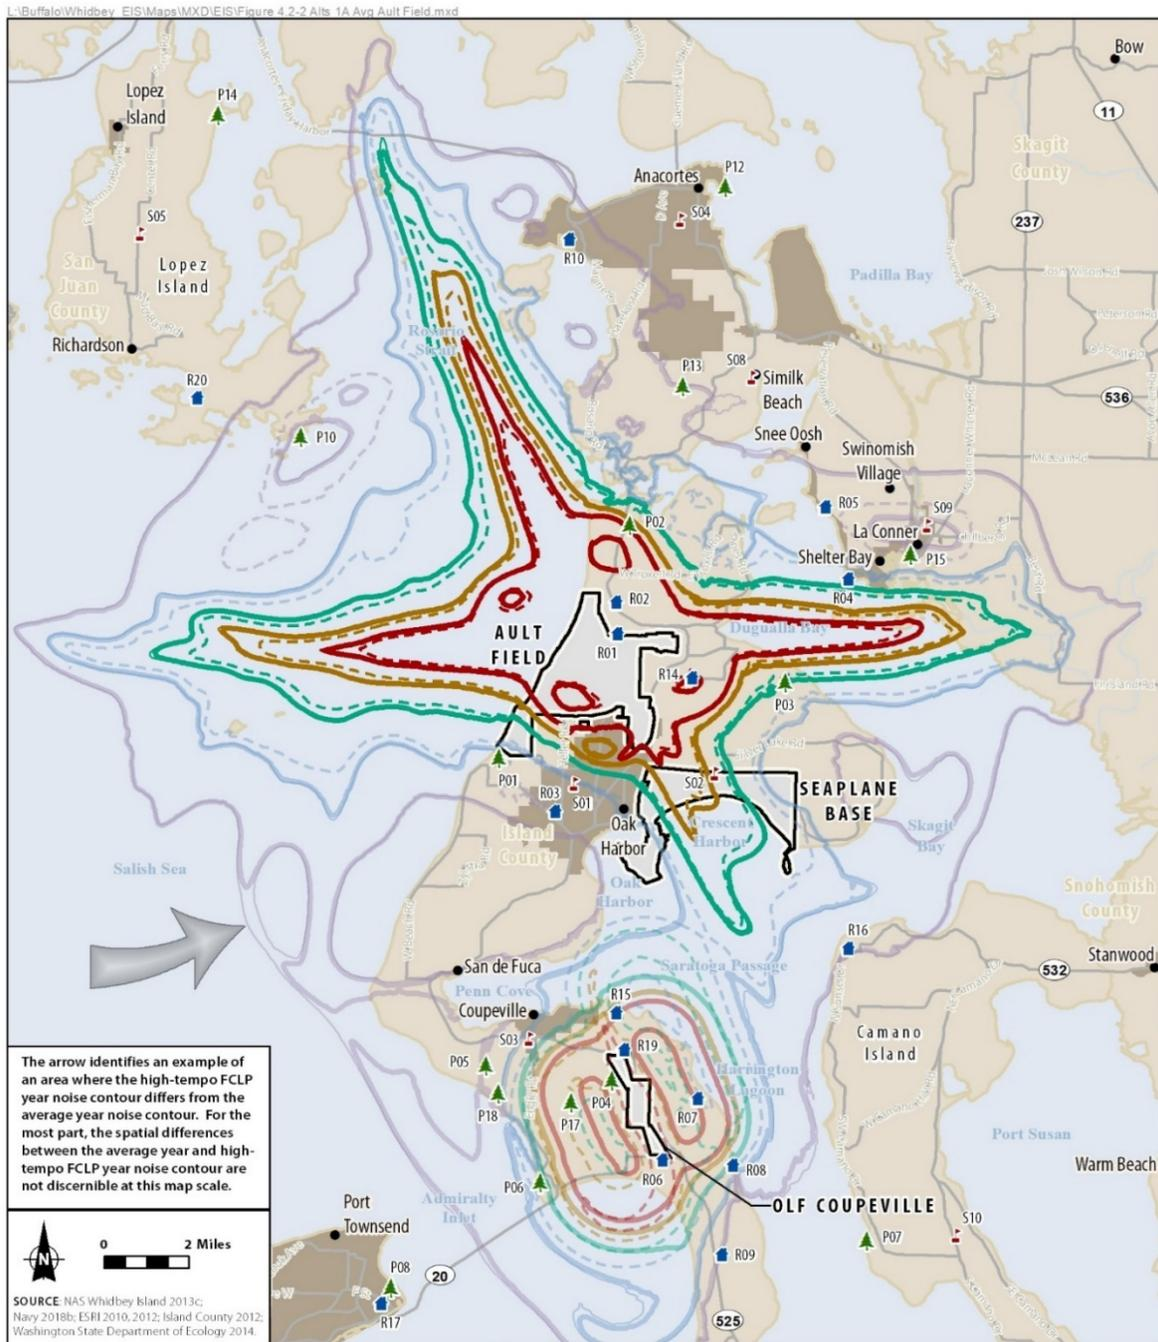 L:\Buffalo\Whidbey_EIS\Maps\MXD\EIS\Figure 4.2-2 Alts 1A Avg Ault Field.mxd
Bow
11
Lopez
Island
P14
Skagit
County
P12
Anacortes
S04
S05
237
San
Juan
County
Lopez
Island
R10
Padilla Bay
Josh Wilson Rd
Richardson
Rosario
Strait
R20
P13
S08
Similk
Beach
536
Snee Oosh
P10
Swinomish
Village
McLean Rd
R05
S09
P02
La Conner
P15
Shelter Bay
R04
R02
AULT
FIELD
R01
Dugualla Bay
R14
P03
P01
S02
SEAPLANE
BASE
R03
S01
Island
County
Oak
Harbor
Crescent
Harbor
Skagit
Bay
Salish Sea
Oak
Harbor
Snohomish
County
R16
Stanwood
San de Fuca
Saratoga Passage
532
Penn Cove
R15
Coupeville
S03
R19
Camano
Island
P05
Harrington
Lagoon
P18
P17
P04
R07
Port Susan
R06
R08
Warm Beach
P06
Admiralty
Inlet
OLF COUPEVILLE
Port
Townsend
S10
P07
R09
20
P08
R17
525
The arrow identifies an example of
an area where the high-tempo FCLP
year noise contour differs from the
average year noise contour. For the
most part, the spatial differences
between the average year and high-
tempo FCLP year noise contour are
not discernible at this map scale.
N
0 2 Miles
SOURCE: NAS Whidbey Island 2013c;
Navy 2018b; ESRI 2010, 2012; Island County 2012;
Washington State Department of Ecology 2014.